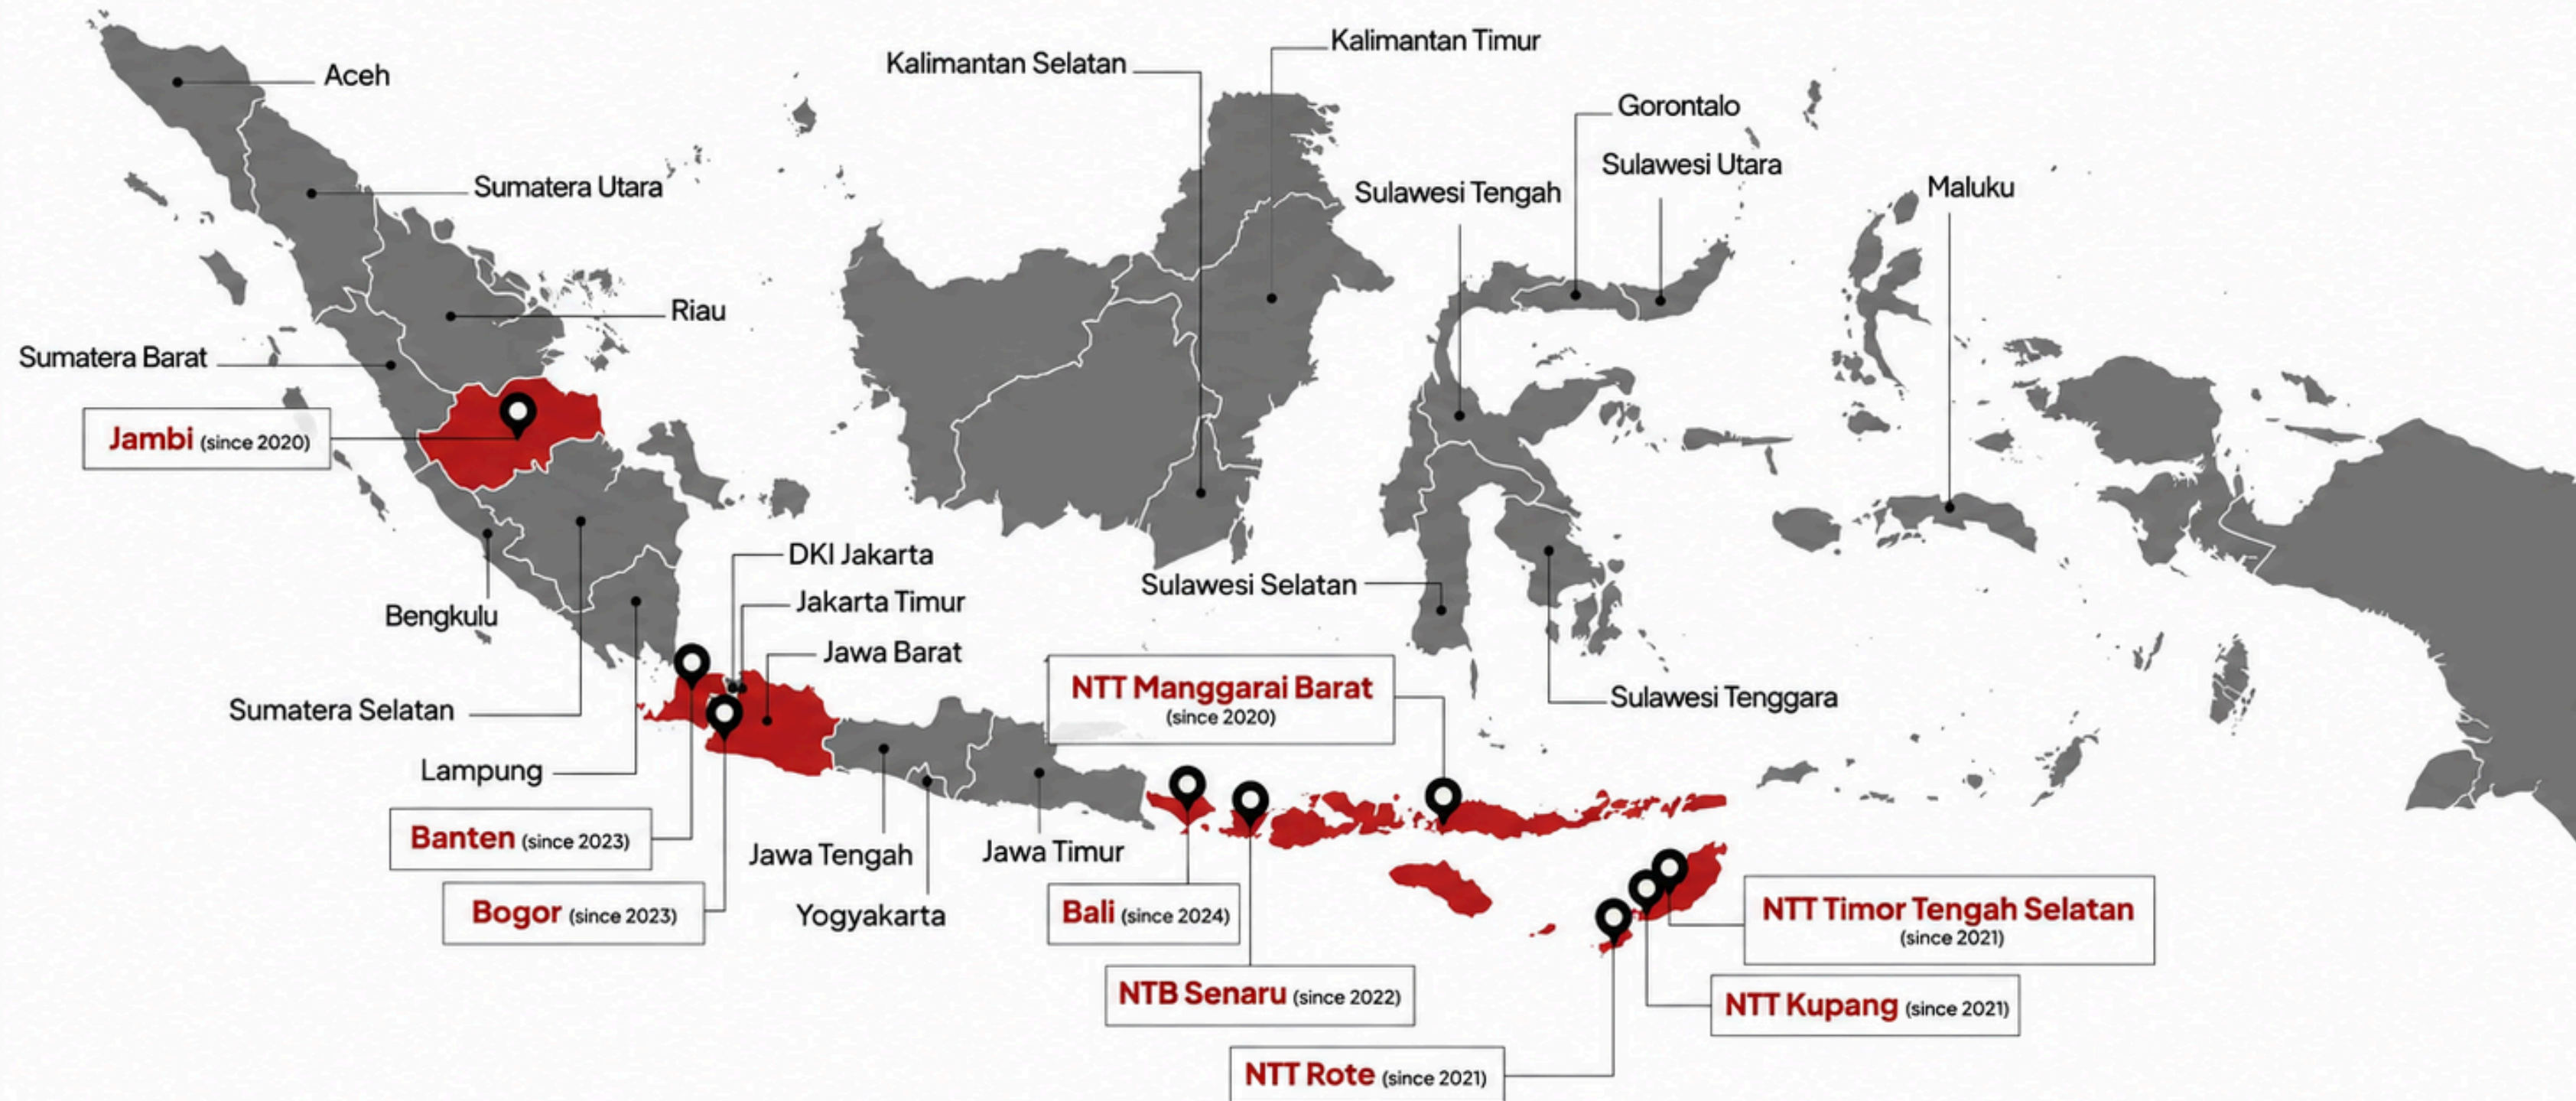 Aceh
Kalimantan Timur
Kalimantan Selatan
Gorontalo
Sulawesi Utara
Sulawesi Tengah
Maluku
Sumatera Utara
Riau
Sumatera Barat
Jambi (since 2020)
DKI Jakarta
Jakarta Timur
Jawa Barat
Sulawesi Selatan
Bengkulu
Sumatera Selatan
NTT Manggarai Barat
(since 2020)
Sulawesi Tenggara
Lampung
Banten (since 2023)
Jawa Tengah
Jawa Timur
Bogor (since 2023)
Yogyakarta
Bali (since 2024)
NTT Timor Tengah Selatan
(since 2021)
NTB Senaru (since 2022)
NTT Kupang (since 2021)
NTT Rote (since 2021)